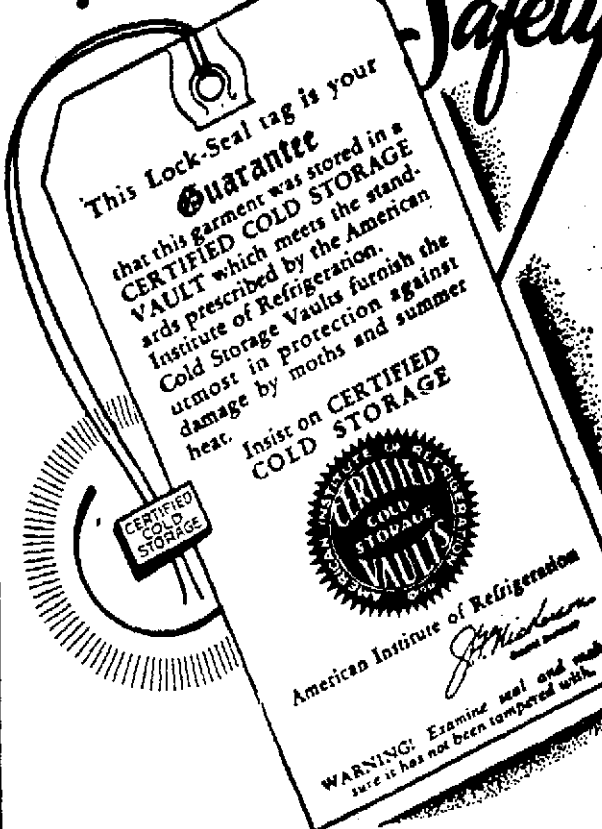 Safety
This Lock-Seal tag is your
Guarantee
that this garment was stored in a
CERTIFIED COLD STORAGE
VAULT which meets the stand-
ards prescribed by the American
Institute of Refrigeration.
Cold Storage Vaults furnish the
utmost in protection against
damage by moths and summer
heat.
Insist on CERTIFIED
COLD STORAGE
CERTIFIED
COLD
STORAGE
AMERICAN INSTITUTE OF REFRIGERATION
CERTIFIED
COLD
STORAGE
VAULTS
American Institute of Refrigeration
WARNING! Examine seal and make
sure it has not been tampered with.